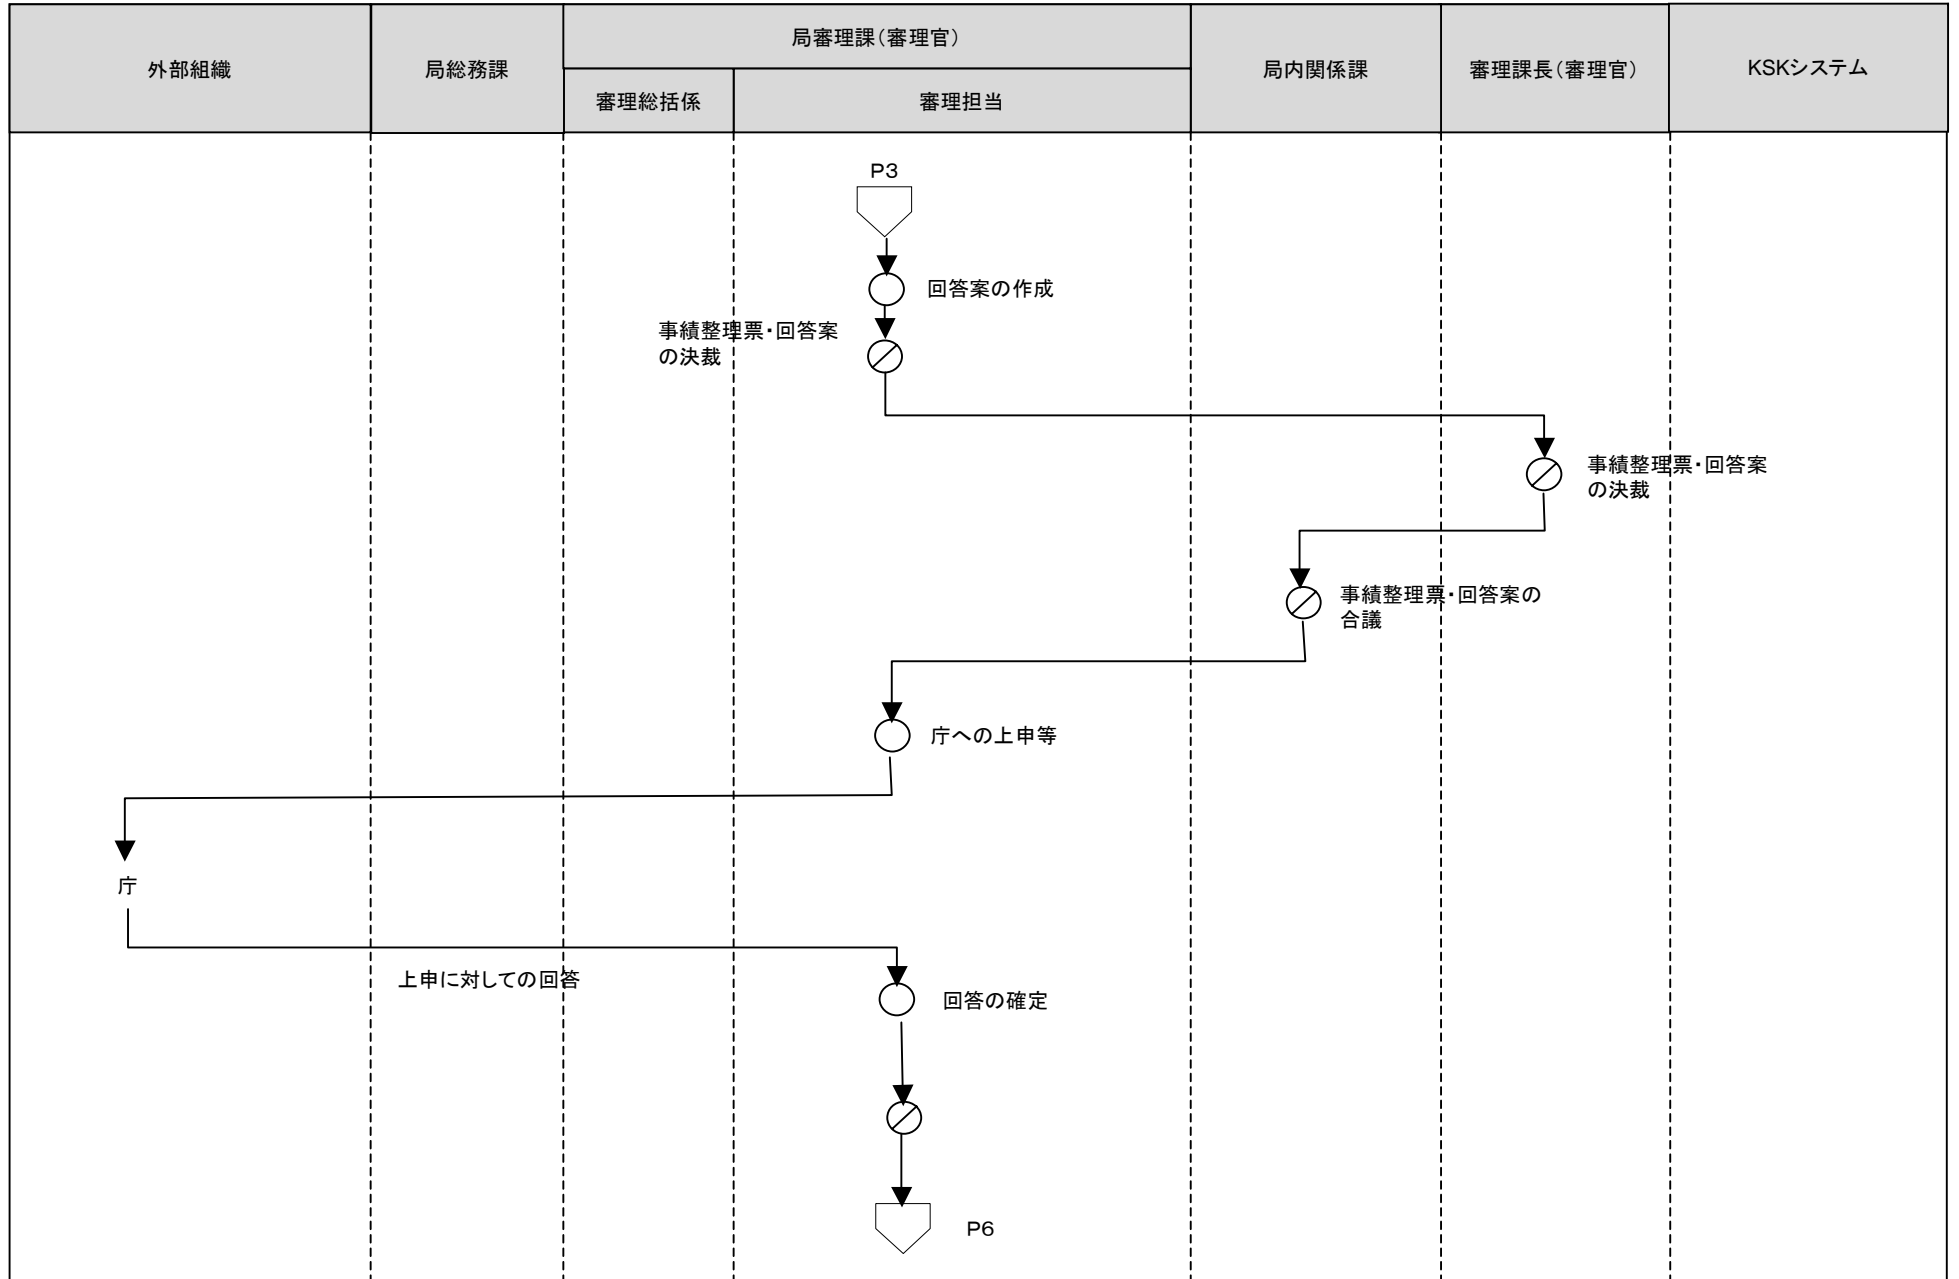 外部組織
局総務課
局審理課（審理官）
審理総括係
審理担当
局内関係課
審理課長（審理官）
KSKシステム
P3
回答案の作成
事績整理票・回答案
の決裁
事績整理票・回答案
の決裁
事績整理票・回答案の
合議
庁への上申等
庁
上申に対しての回答
回答の確定
P6